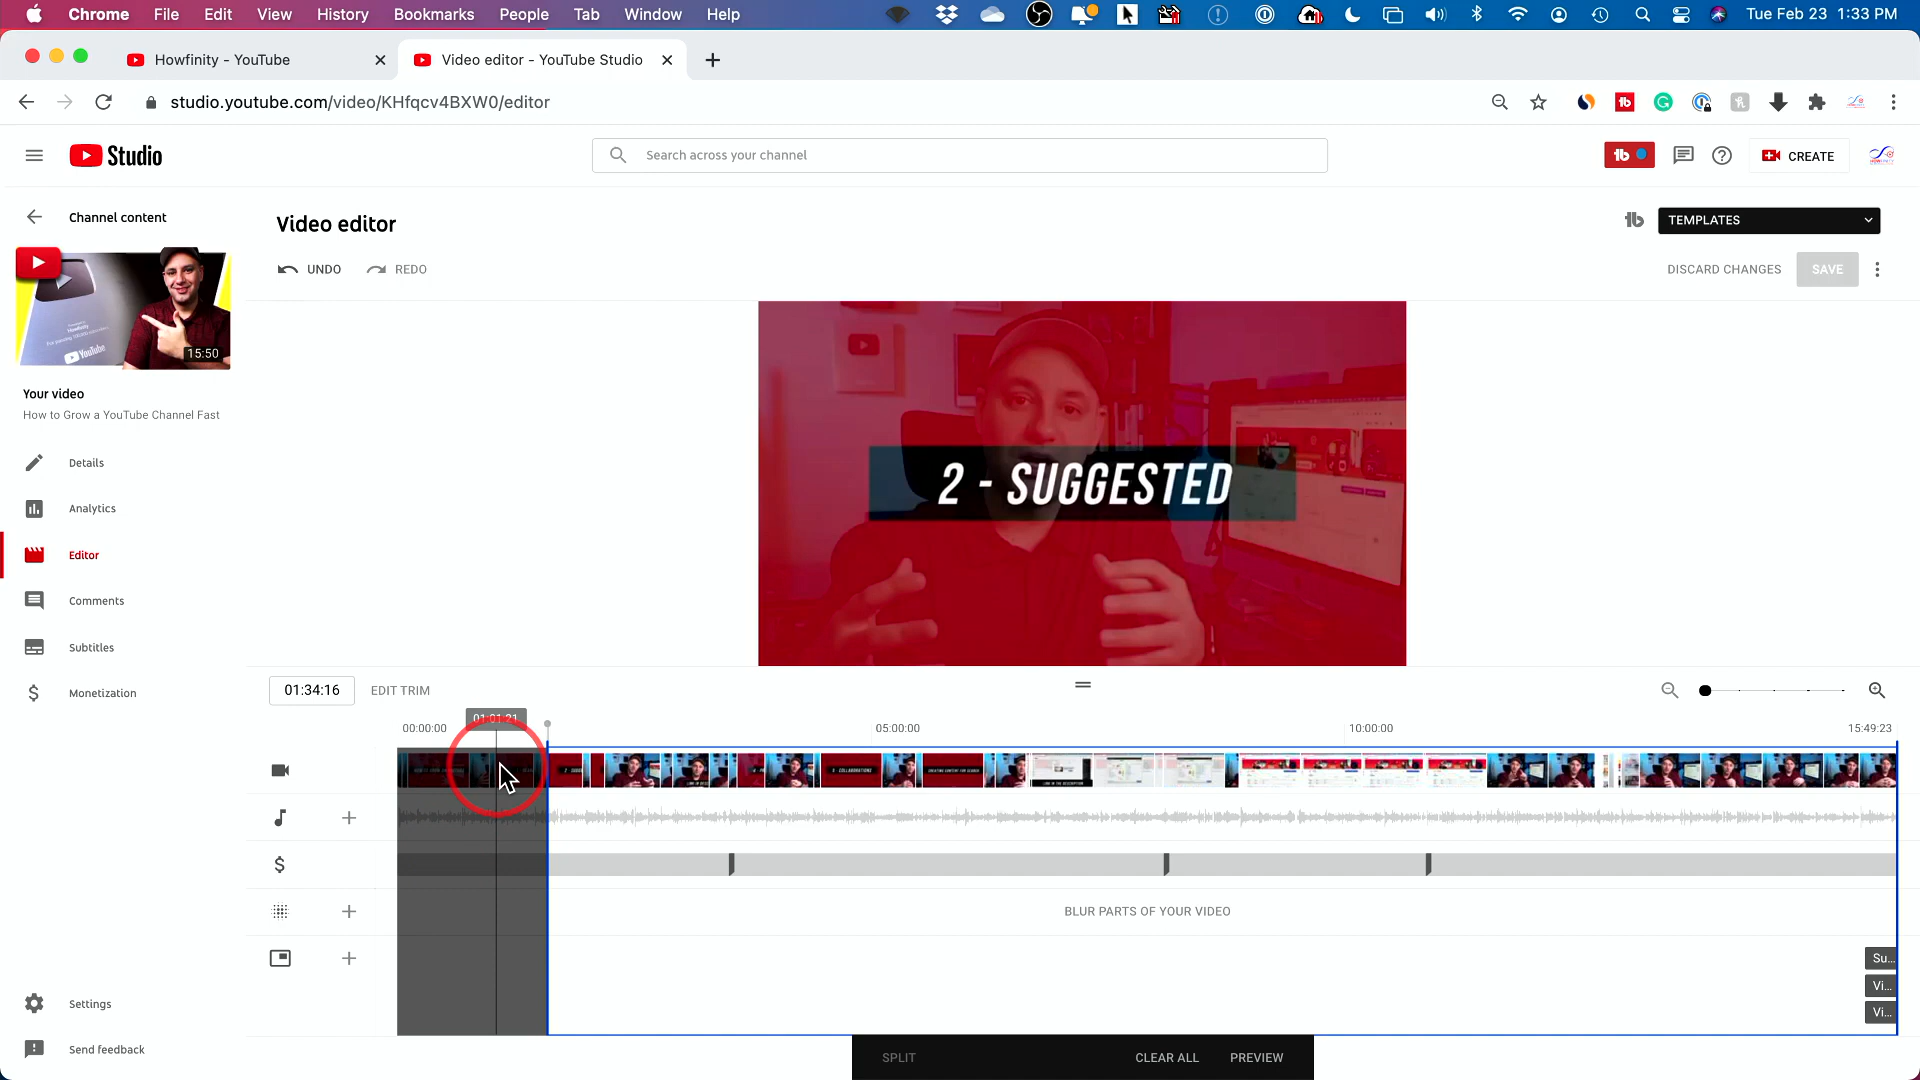 Chrome File Edit View History Bookmarks People Tab Window Help
Tue Feb 23 1:33 PM
Howfinity - YouTube
Video editor - YouTube Studio
studio.youtube.com/video/KHfqcv4BXW0/editor
Studio
Search across your channel
CREATE
Channel content
Video editor
TEMPLATES
UNDO
REDO
DISCARD CHANGES
SAVE
YouTube
15:50
Your video
How to Grow a YouTube Channel Fast
2 - SUGGESTED
Details
Analytics
Editor
Comments
Subtitles
Monetization
Settings
Send feedback
01:34:16
EDIT TRIM
00:00:00
05:00:00
10:00:00
15:49:23
BLUR PARTS OF YOUR VIDEO
Su...
Vi...
Vi...
SPLIT
CLEAR ALL
PREVIEW